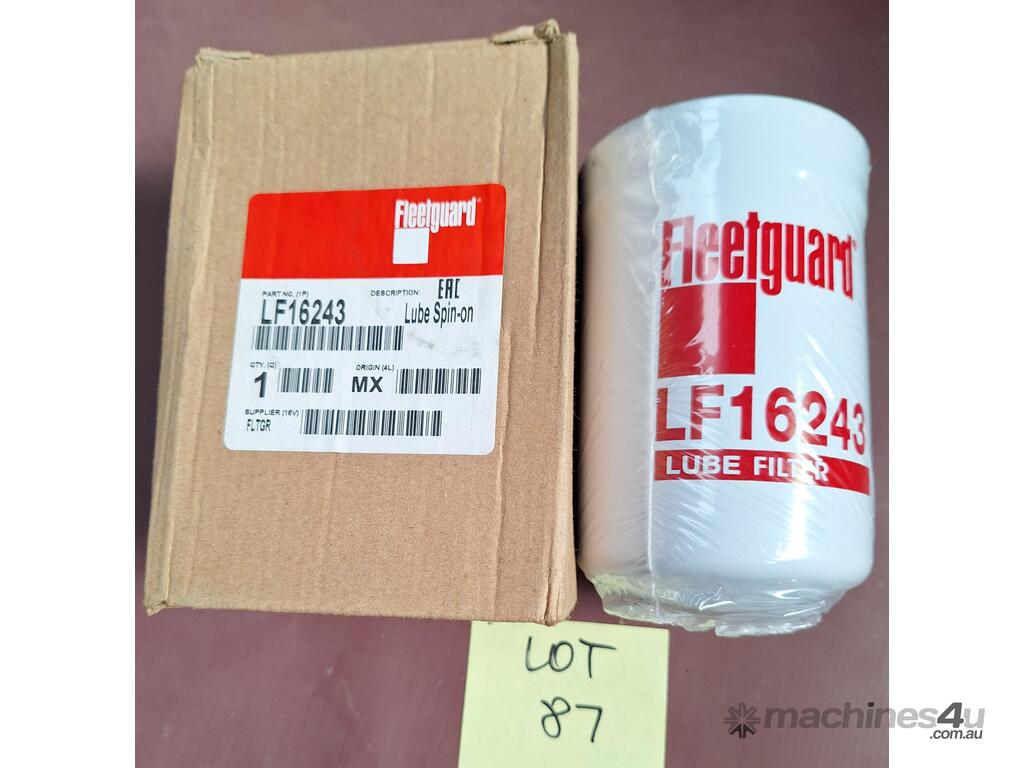 Fleetguard
PART NO. (1P)
DESCRIPTION:
EAC
LF16243
Lube Spin-on
QTY. (Q)
ORIGIN (4L)
1
MX
SUPPLIER (16V)
FLTGR
Fleetguard
LF16243
LUBE FILTER
LOT
87
machines4u
.com.au